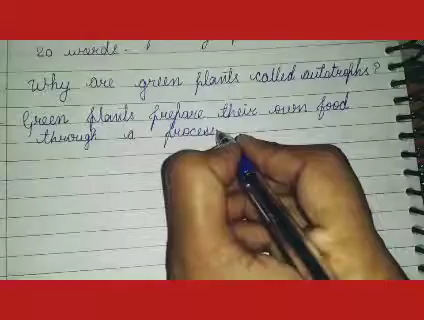 20 words.
Why are green plants called autotrophs?
Green plants prepare their own food
through a process